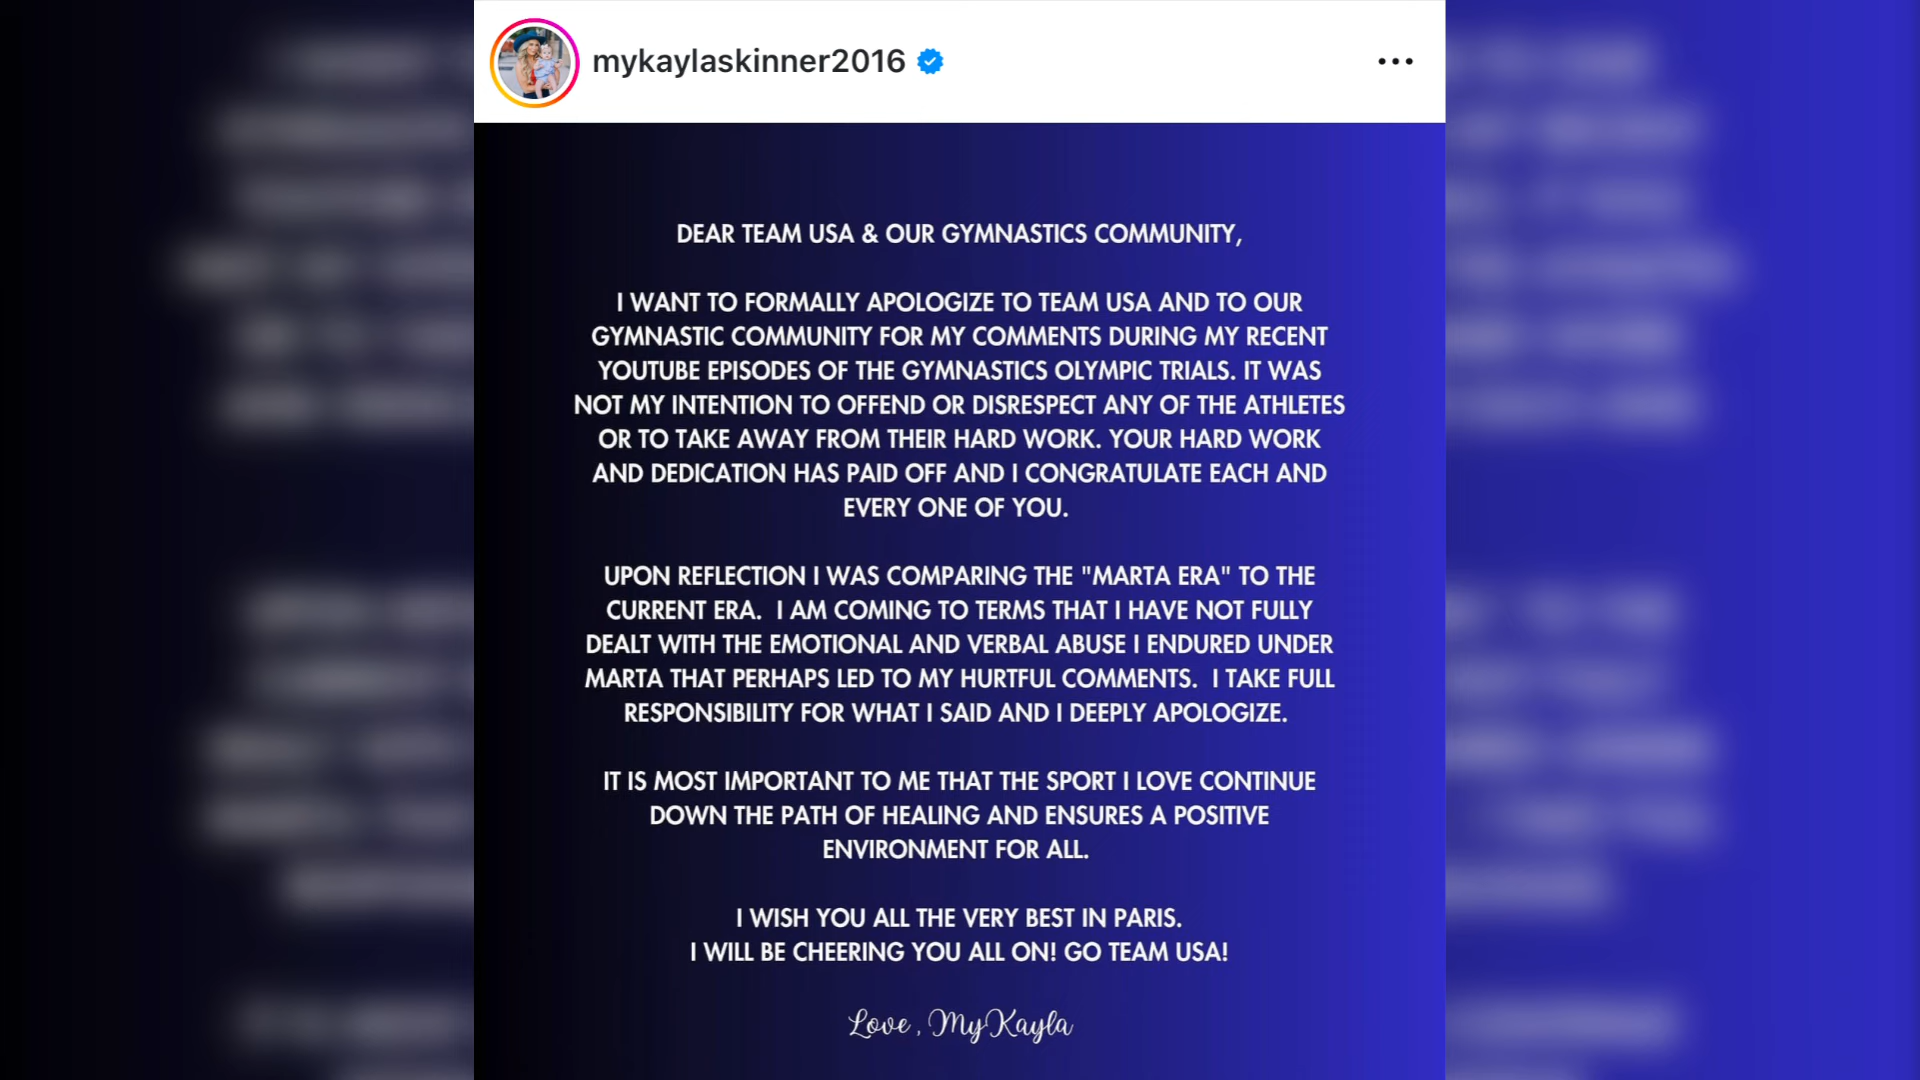 mykaylaskinner2016
DEAR TEAM USA & OUR GYMNASTICS COMMUNITY,
I WANT TO FORMALLY APOLOGIZE TO TEAM USA AND TO OUR
GYMNASTIC COMMUNITY FOR MY COMMENTS DURING MY RECENT
YOUTUBE EPISODES OF THE GYMNASTICS OLYMPIC TRIALS. IT WAS
NOT MY INTENTION TO OFFEND OR DISRESPECT ANY OF THE ATHLETES
OR TO TAKE AWAY FROM THEIR HARD WORK. YOUR HARD WORK
AND DEDICATION HAS PAID OFF AND I CONGRATULATE EACH AND
EVERY ONE OF YOU.
UPON REFLECTION I WAS COMPARING THE "MARTA ERA" TO THE
CURRENT ERA. I AM COMING TO TERMS THAT I HAVE NOT FULLY
DEALT WITH THE EMOTIONAL AND VERBAL ABUSE I ENDURED UNDER
MARTA THAT PERHAPS LED TO MY HURTFUL COMMENTS. I TAKE FULL
RESPONSIBILITY FOR WHAT I SAID AND I DEEPLY APOLOGIZE.
IT IS MOST IMPORTANT TO ME THAT THE SPORT I LOVE CONTINUE
DOWN THE PATH OF HEALING AND ENSURES A POSITIVE
ENVIRONMENT FOR ALL.
I WISH YOU ALL THE VERY BEST IN PARIS.
I WILL BE CHEERING YOU ALL ON! GO TEAM USA!
Love, MyKayla